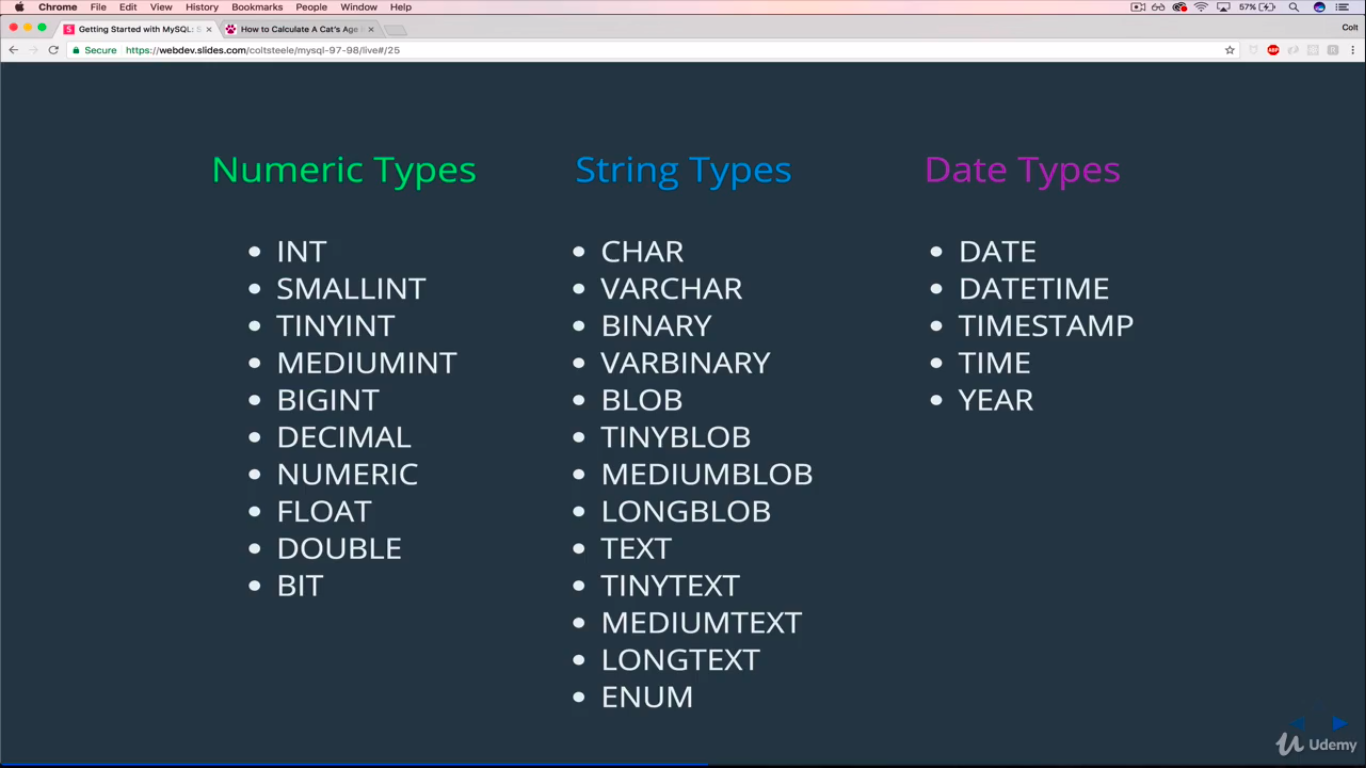 Chrome File Edit View History Bookmarks People Window Help 57%
Getting Started with MySQL: S How to Calculate A Cat's Age Colt
Secure https://webdev.slides.com/coltsteele/mysql-97-98/live#/25 ABP
Numeric Types
INT
SMALLINT
TINYINT
MEDIUMINT
BIGINT
DECIMAL
NUMERIC
FLOAT
DOUBLE
BIT
String Types
CHAR
VARCHAR
BINARY
VARBINARY
BLOB
TINYBLOB
MEDIUMBLOB
LONGBLOB
TEXT
TINYTEXT
MEDIUMTEXT
LONGTEXT
ENUM
Date Types
DATE
DATETIME
TIMESTAMP
TIME
YEAR
Udemy